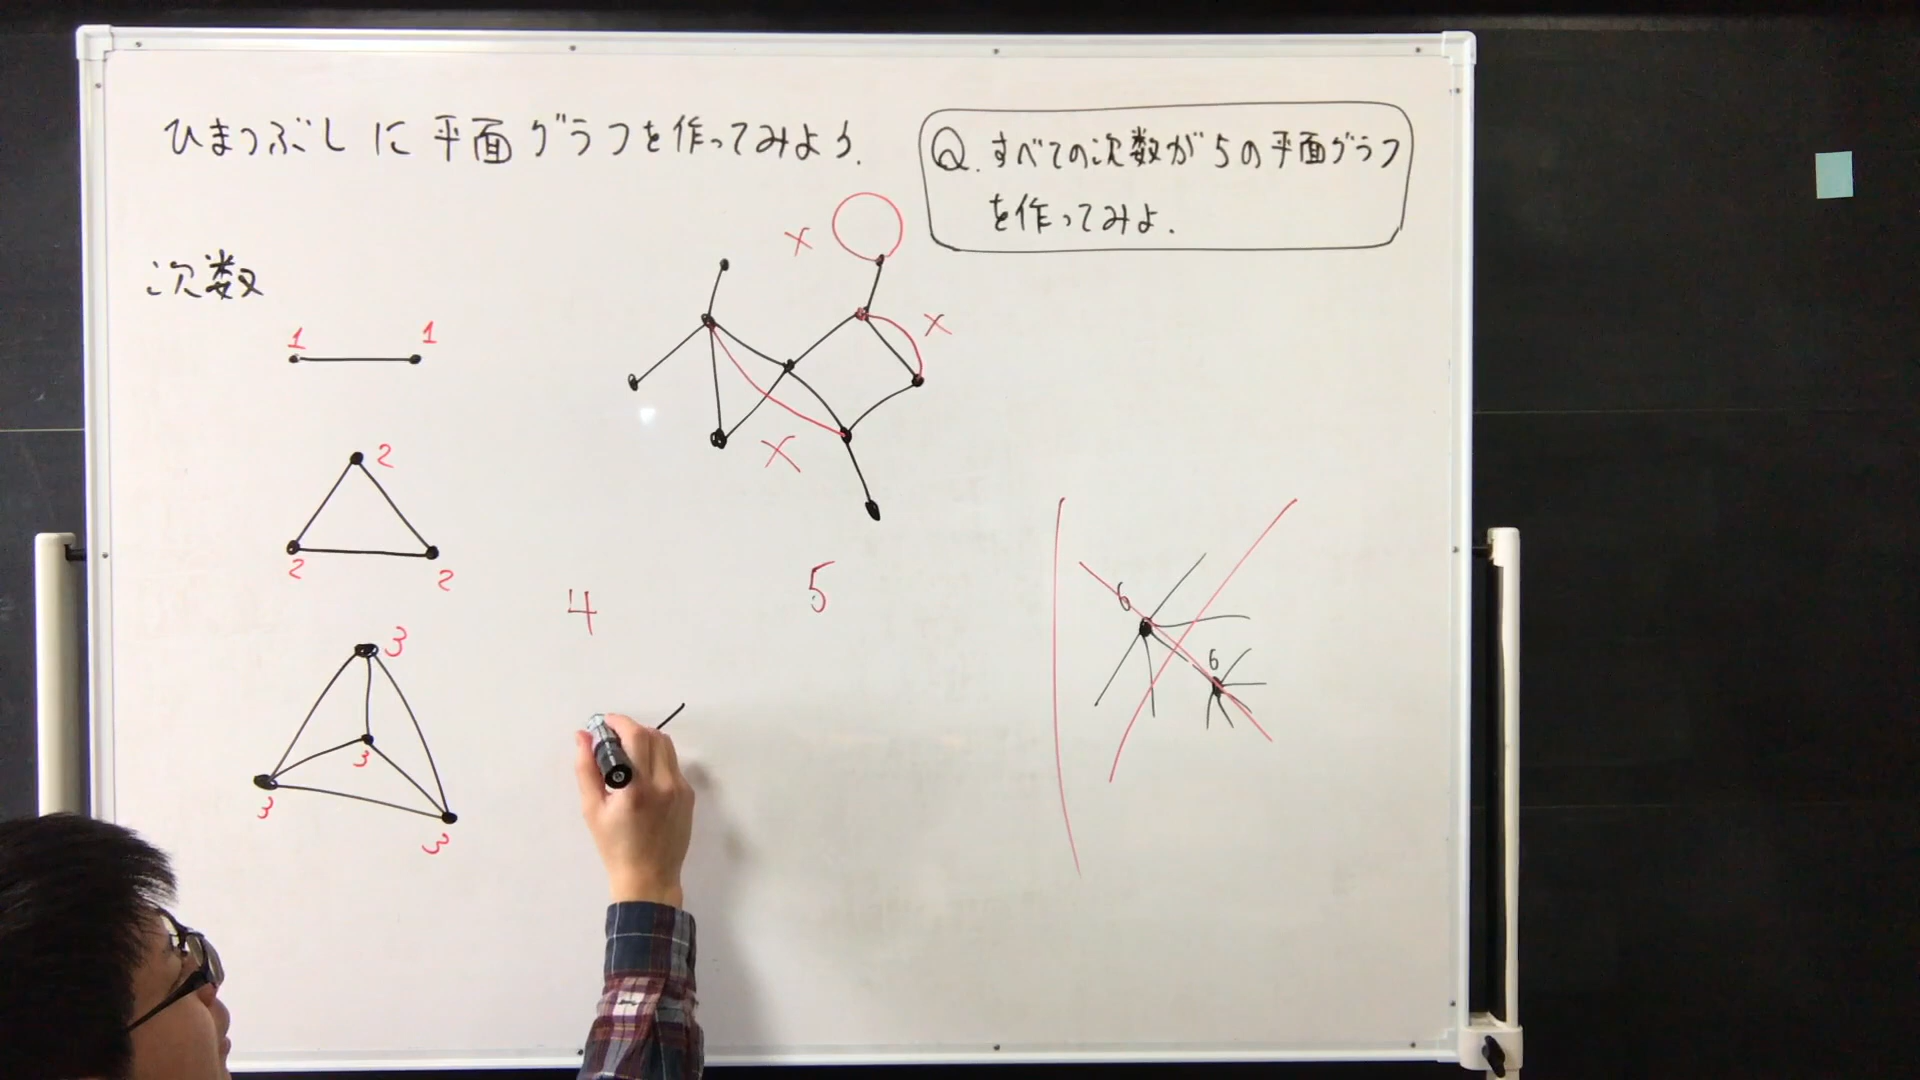 ひまつぶしに平面グラフを作ってみよう.
Q. すべての次数が5の平面グラフ
を作ってみよ.
次数
1 1
2
2 2
3
3
3
3
4
5
6
6
x
x
x